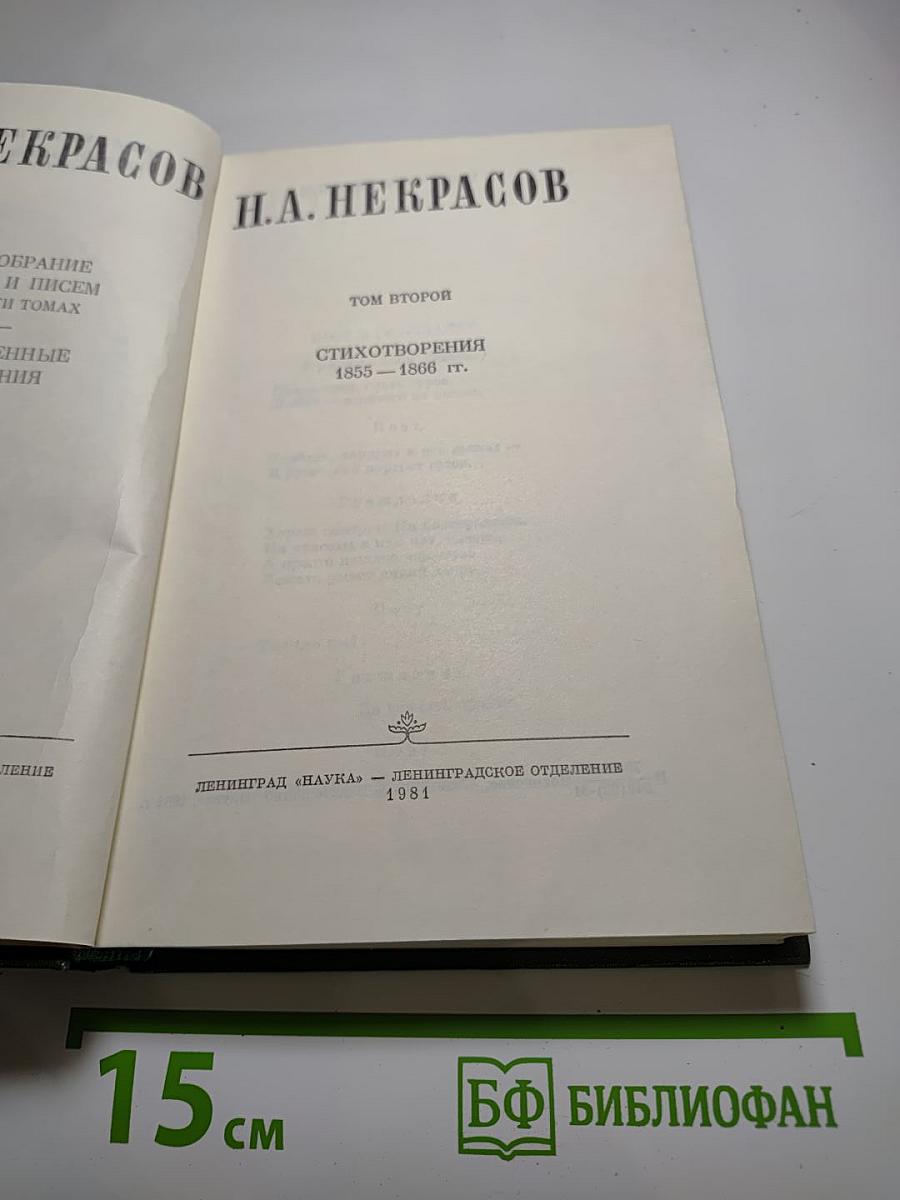 ЕКРАСОВ
ОБРАНИЕ
И ПИСЕМ
ТИ ТОМАХ
ЕННЫЕ
НИЯ
ЛЕНИЕ
Н.А.НЕКРАСОВ
ТОМ ВТОРОЙ
СТИХОТВОРЕНИЯ
1855—1866 гг.
ЛЕНИНГРАД «НАУКА» — ЛЕНИНГРАДСКОЕ ОТДЕЛЕНИЕ
1981
15 см
БФ БИБЛИОФАН